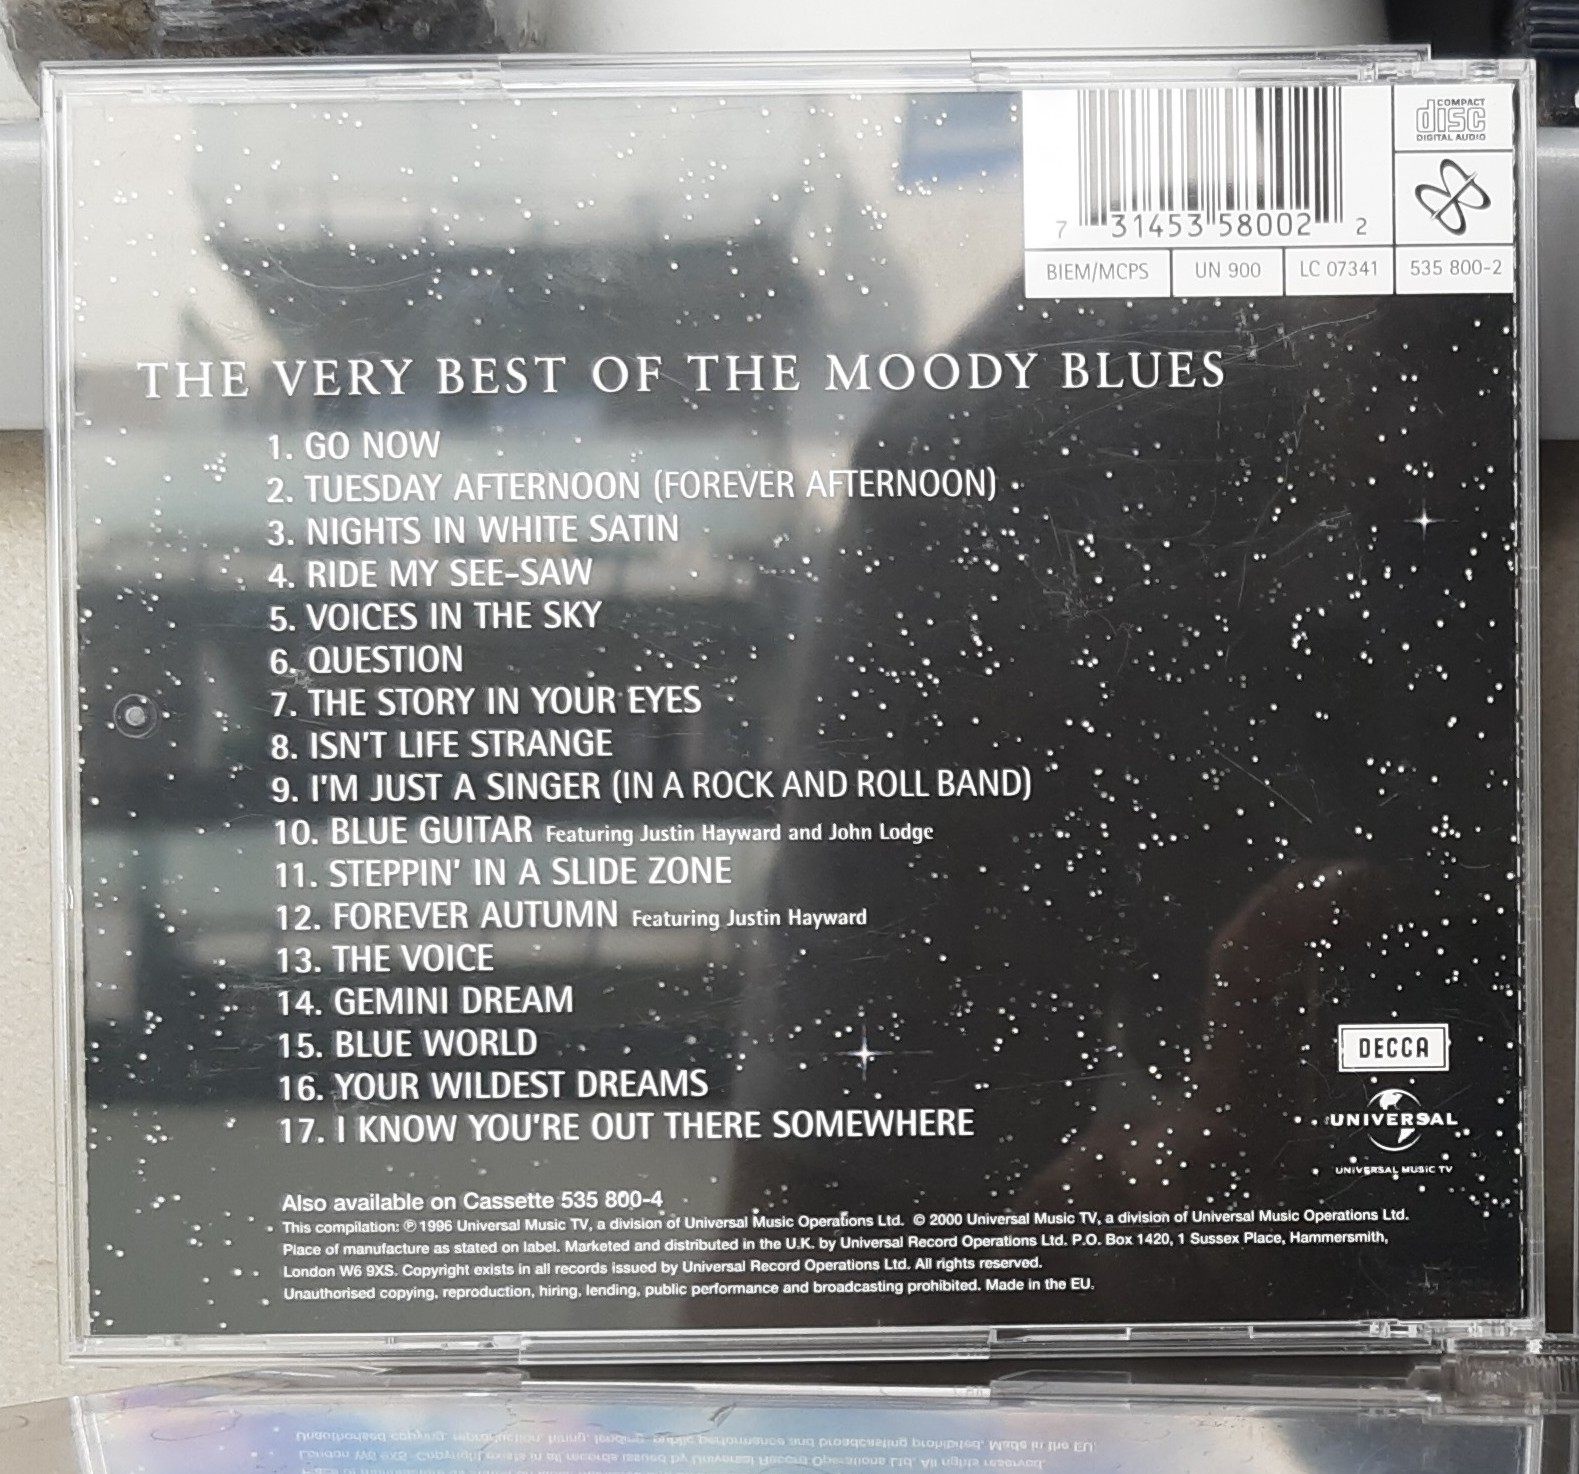 COMPACT
disc
DIGITAL AUDIO
7 31453 58002 2
BIEM/MCPS
UN 900
LC 07341
535 800-2
THE VERY BEST OF THE MOODY BLUES
1. GO NOW
2. TUESDAY AFTERNOON (FOREVER AFTERNOON)
3. NIGHTS IN WHITE SATIN
4. RIDE MY SEE-SAW
5. VOICES IN THE SKY
6. QUESTION
7. THE STORY IN YOUR EYES
8. ISN'T LIFE STRANGE
9. I'M JUST A SINGER (IN A ROCK AND ROLL BAND)
10. BLUE GUITAR Featuring Justin Hayward and John Lodge
11. STEPPIN' IN A SLIDE ZONE
12. FOREVER AUTUMN Featuring Justin Hayward
13. THE VOICE
14. GEMINI DREAM
15. BLUE WORLD
16. YOUR WILDEST DREAMS
17. I KNOW YOU'RE OUT THERE SOMEWHERE
DECCA
UNIVERSAL
UNIVERSAL MUSIC TV
Also available on Cassette 535 800-4
This compilation: ℗ 1996 Universal Music TV, a division of Universal Music Operations Ltd. © 2000 Universal Music TV, a division of Universal Music Operations Ltd.
Place of manufacture as stated on label. Marketed and distributed in the U.K. by Universal Record Operations Ltd. P.O. Box 1420, 1 Sussex Place, Hammersmith,
London W6 9XS. Copyright exists in all records issued by Universal Record Operations Ltd. All rights reserved.
Unauthorised copying, reproduction, hiring, lending, public performance and broadcasting prohibited. Made in the EU.